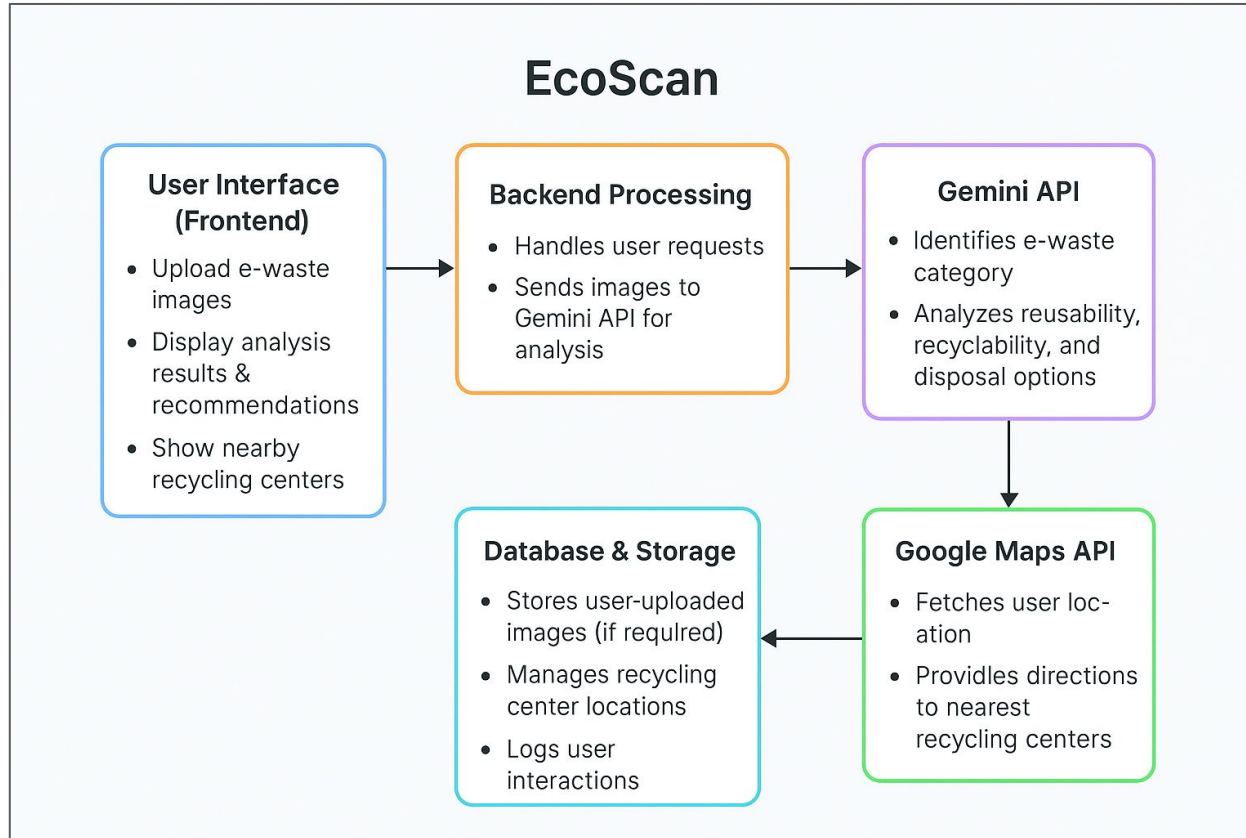 EcoScan
User Interface
(Frontend)
• Upload e-waste
images
• Display analysis
results &
recommendations
• Show nearby
recycling centers
Backend Processing
• Handles user requests
• Sends images to
Gemini API for
analysis
Gemini API
• Identifies e-waste
category
• Analyzes reusability,
recyclability, and
disposal options
Database & Storage
• Stores user-uploaded
images (if requlred)
• Manages recycling
center locations
• Logs user
interactions
Google Maps API
• Fetches user loc-
ation
• Providles directions
to nearest
recycling centers